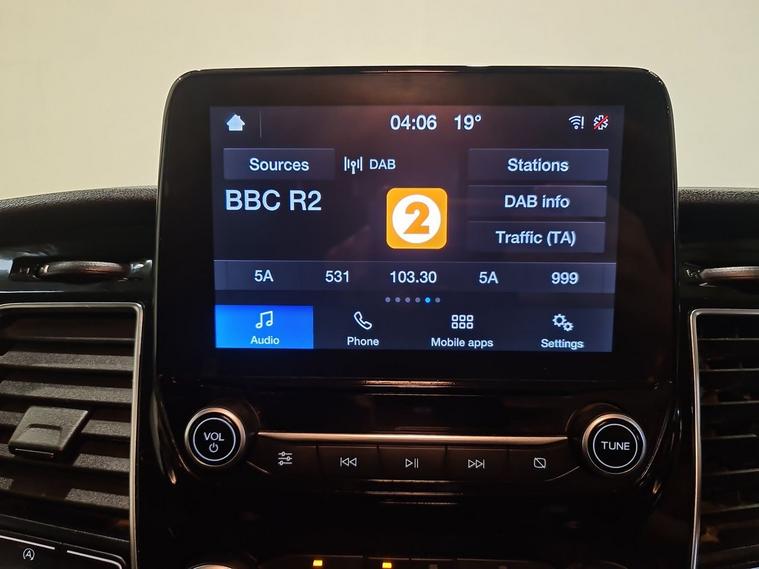 04:06 19°
Sources DAB Stations
BBC R2
2
DAB info
Traffic (TA)
5A 531 103.30 5A 999
Audio Phone Mobile apps Settings
VOL
TUNE
A